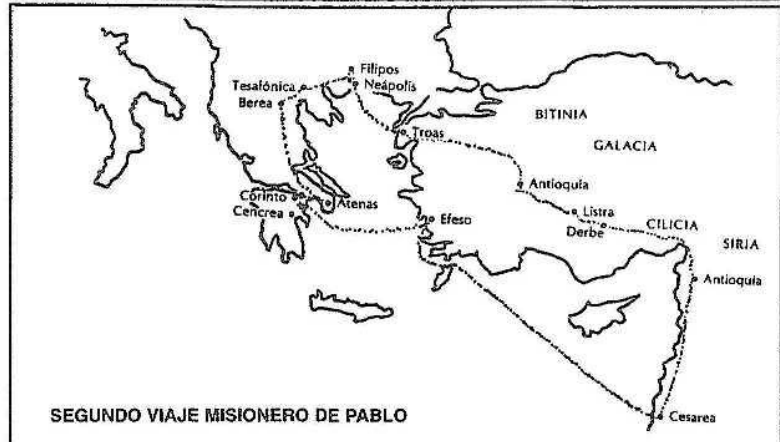 Filipos
Neápolis
Tesafónica
Berea
Troas
BITINIA
GALACIA
Antioquía
Listra
Derbe
CILICIA
SIRIA
Corinto
Cencrea
Atenas
Efeso
Antioquía
Cesarea
SEGUNDO VIAJE MISIONERO DE PABLO